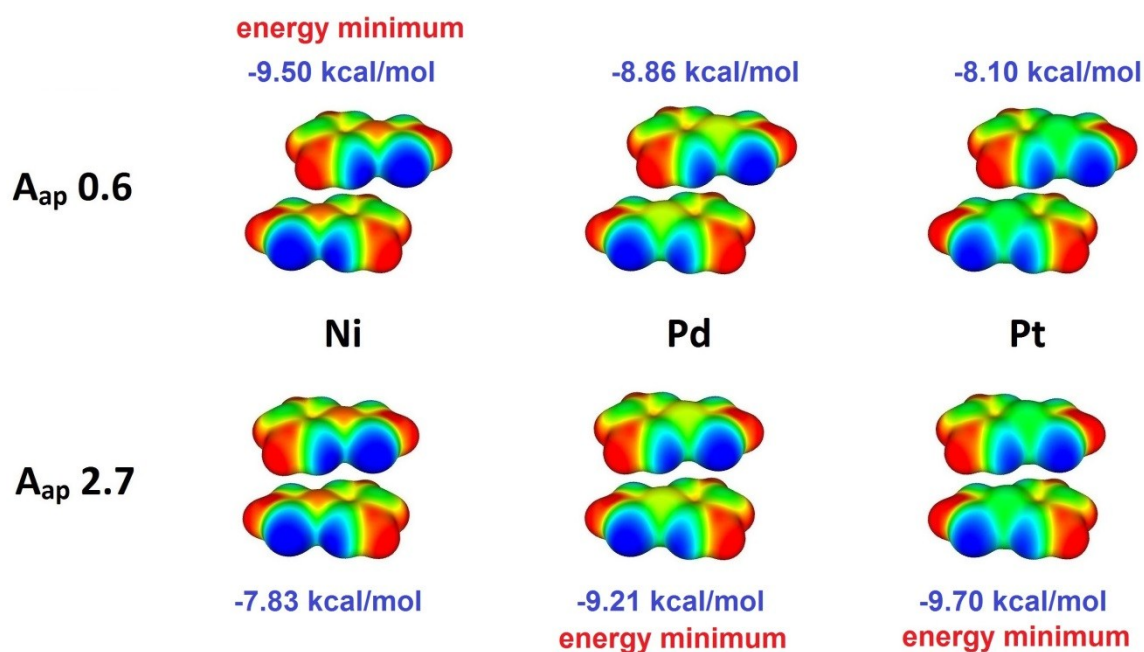 energy minimum
-9.50 kcal/mol -8.86 kcal/mol -8.10 kcal/mol
Aap 0.6
Ni Pd Pt
Aap 2.7
-7.83 kcal/mol -9.21 kcal/mol -9.70 kcal/mol
energy minimum energy minimum